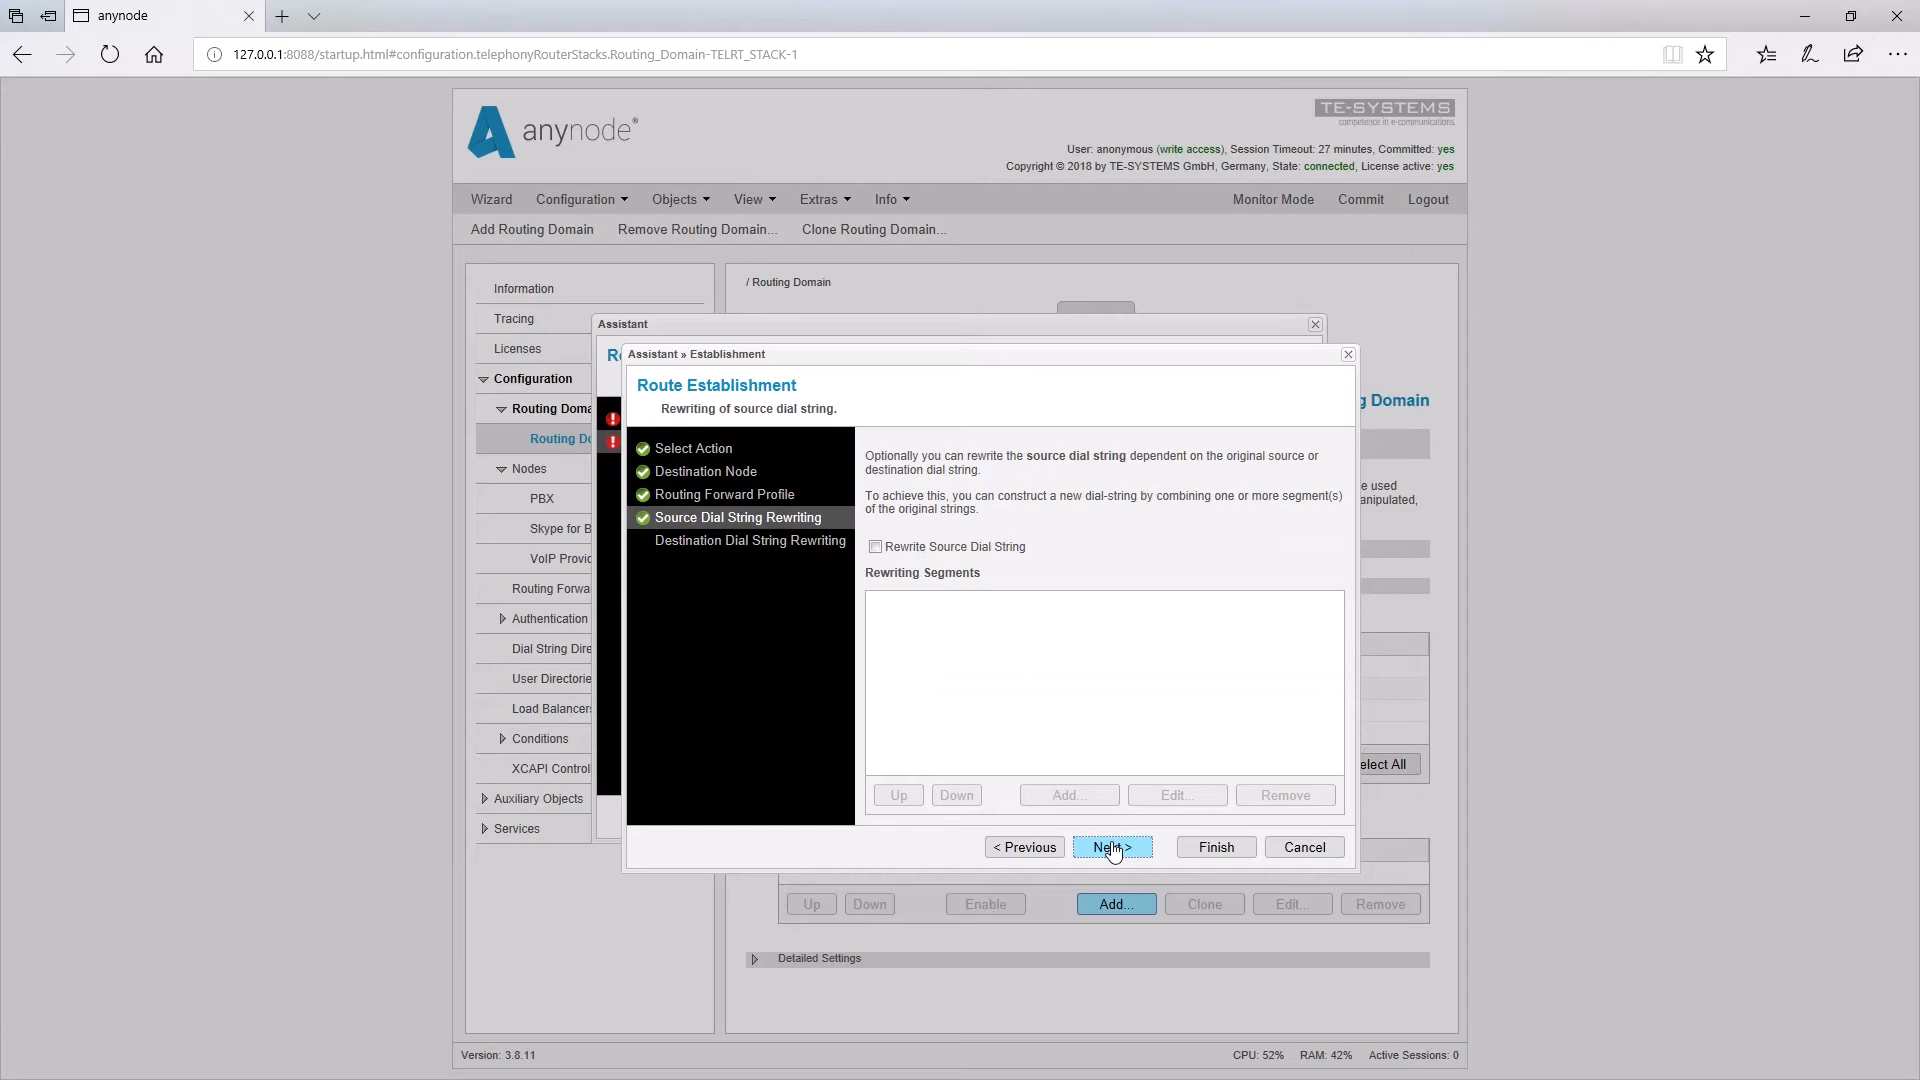 anynode
127.0.0.1:8088/startup.html#configuration.telephonyRouterStacks.Routing_Domain-TELRT_STACK-1
anynode®
TE-SYSTEMS
competence in e-communications.
User: anonymous (write access), Session Timeout: 27 minutes, Committed: yes
Copyright © 2018 by TE-SYSTEMS GmbH, Germany, State: connected, License active: yes
Wizard Configuration Objects View Extras Info Monitor Mode Commit Logout
Add Routing Domain Remove Routing Domain... Clone Routing Domain...
Information
Tracing
Licenses
Configuration
Routing Doma
Routing Do
Nodes
PBX
Skype for B
VoIP Provid
Routing Forwa
Authentication
Dial String Dire
User Directorie
Load Balancers
Conditions
XCAPI Control
Auxiliary Objects
Services
/ Routing Domain
Assistant
Assistant » Establishment
Route Establishment
Rewriting of source dial string.
Select Action
Destination Node
Routing Forward Profile
Source Dial String Rewriting
Destination Dial String Rewriting
Optionally you can rewrite the source dial string dependent on the original source or
destination dial string.
To achieve this, you can construct a new dial-string by combining one or more segment(s)
of the original strings.
Rewrite Source Dial String
Rewriting Segments
Up Down Add... Edit... Remove
< Previous Next > Finish Cancel
g Domain
e used
anipulated,
elect All
Up Down Enable Add... Clone Edit... Remove
Detailed Settings
Version: 3.8.11
CPU: 52% RAM: 42% Active Sessions: 0